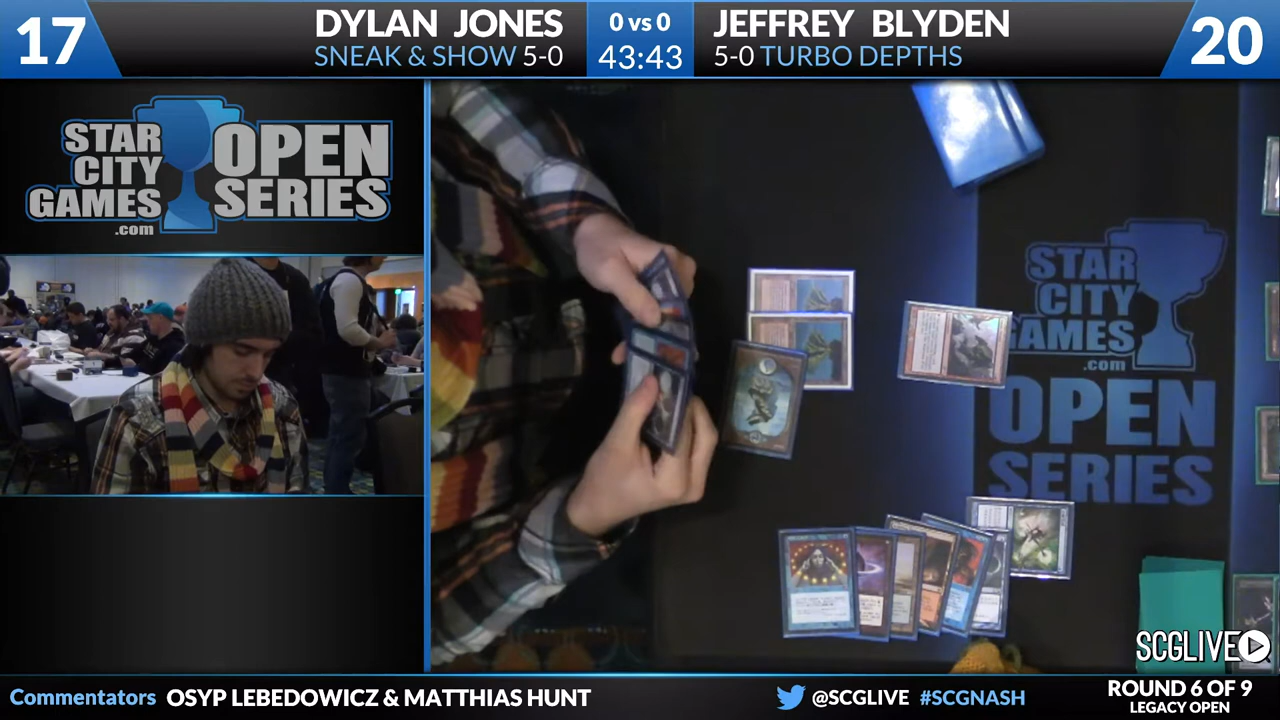 17
DYLAN JONES
SNEAK & SHOW 5-0
0 vs 0
43:43
JEFFREY BLYDEN
5-0 TURBO DEPTHS
20
STAR
CITY
GAMES
.com
OPEN
SERIES
STAR
CITY
GAMES
.com
OPEN
SERIES
SCGLIVE
Commentators OSYP LEBEDOWICZ & MATTHIAS HUNT
@SCGLIVE #SCGNASH
ROUND 6 OF 9
LEGACY OPEN